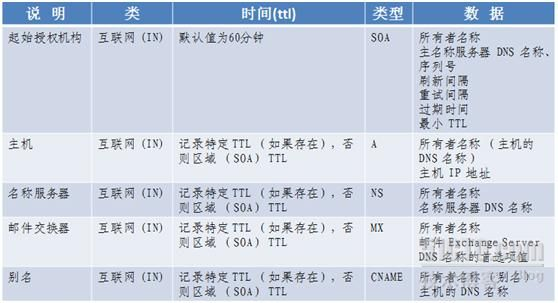 说 明 类 时间(ttl) 类型 数 据
起始授权机构 互联网 (IN) 默认值为60分钟 SOA 所有者名称
主名称服务器 DNS 名称、
序列号
刷新间隔
重试间隔
过期时间
最小 TTL
主机 互联网 (IN) 记录特定 TTL (如果存在), 否 A 所有者名称 (主机的
则区域 (SOA) TTL DNS 名称)
主机 IP 地址
名称服务器 互联网 (IN) 记录特定 TTL (如果存在), 否 NS 所有者名称
则区域 (SOA) TTL 名称服务器 DNS 名称
邮件交换器 互联网 (IN) 记录特定 TTL (如果存在), 否 MX 所有者名称
则区域 (SOA) TTL 邮件 Exchange Server
DNS 名称的首选项值
别名 互联网 (IN) 记录特定 TTL (如果存在), 否 CNAME 所有者名称 (别名)
则区域 (SOA) TTL 主机的 DNS 名称